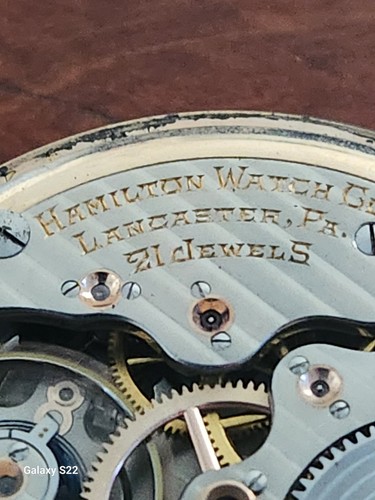 HAMILTON WATCH Co
LANCASTER, PA.
21 JEWELS
Galaxy S22